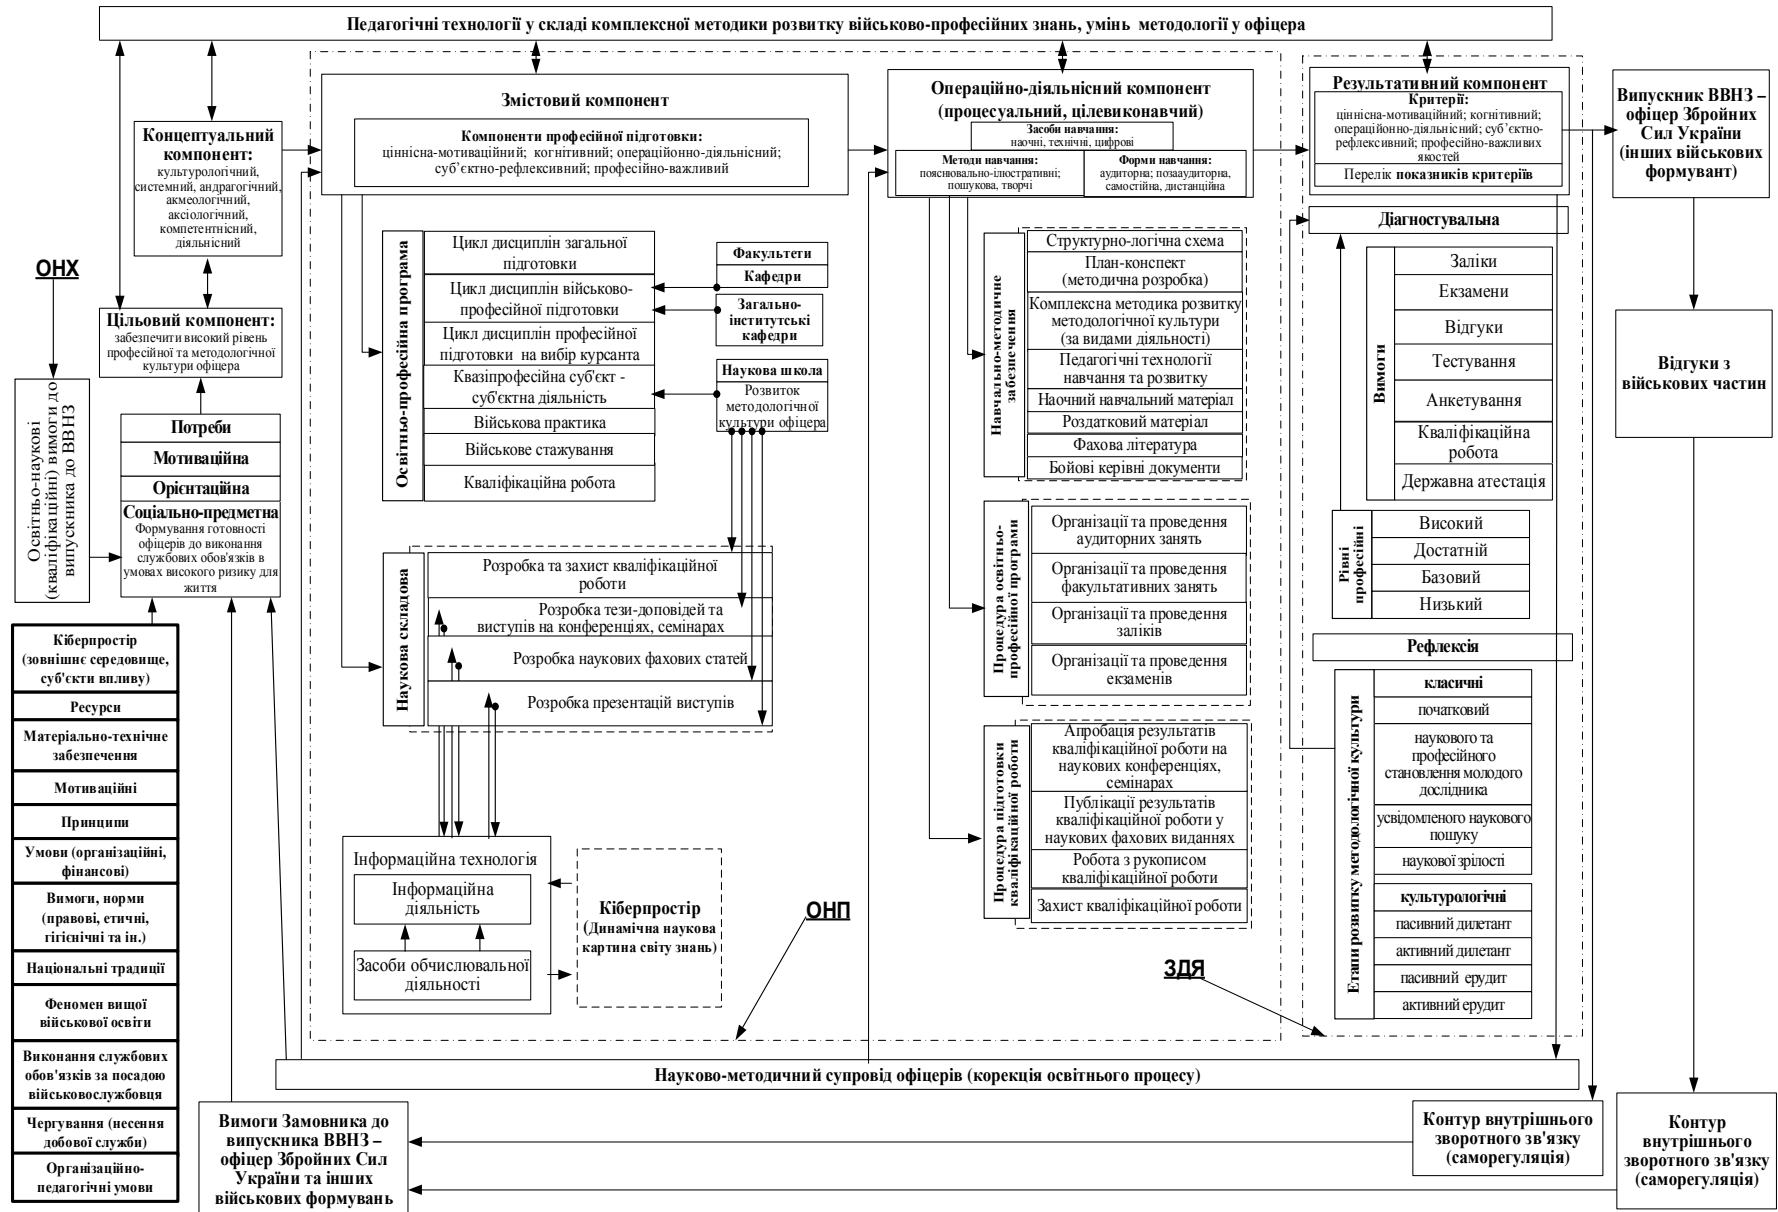 Педагогічні технології у складі комплексної методики розвитку військово-професійних знань, умінь методології у офіцера
Концептуальний
компонент:
культурологічний,
системний, андрагогічний,
акмеологічний,
аксіологічний,
компетентнісний,
діяльнісний
ОНХ
Цільовий компонент:
забезпечити високий рівень
професійної та методологічної
культури офіцера
Освітньо-наукові
(кваліфікаційні) вимоги до
випускника до ВВНЗ
Потреби
Мотиваційна
Орієнтаційна
Соціально-предметна
Формування готовності
офіцерів до виконання
службових обов'язків в
умовах високого ризику для
життя
Кіберпростір
(зовнішнє середовище,
суб'єкти впливу)
Ресурси
Матеріально-технічне
забезпечення
Мотиваційні
Принципи
Умови (організаційні,
фінансові)
Вимоги, норми
(правові, етичні,
гігієнічні та ін.)
Національні традиції
Феномен вищої
військової освіти
Виконання службових
обов'язків за посадою
військовослужбовця
Чергування (несення
добової служби)
Організаційно-
педагогічні умови
Змістовий компонент
Компоненти професійної підготовки:
ціннісна-мотиваційний; когнітивний; операційонно-діяльнісний;
суб’єктно-рефлексивний; професійно-важливий
Освітньо-професійна програма
Цикл дисциплін загальної
підготовки
Цикл дисциплін військово-
професійної підготовки
Цикл дисциплін професійної
підготовки на вибір курсанта
Квазіпрофесійна суб'єкт -
суб'єктна діяльність
Військова практика
Військове стажування
Кваліфікаційна робота
Факультети
Кафедри
Загально-
інститутські
кафедри
Наукова школа
Розвиток
методологічної
культури офіцера
Наукова складова
Розробка та захист кваліфікаційної
роботи
Розробка тези-доповідей та
виступів на конференціях, семінарах
Розробка наукових фахових статей
Розробка презентацій виступів
Інформаційна технологія
Інформаційна
діяльність
Засоби обчислювальної
діяльності
Кіберпростір
(Динамічна наукова
картина світу знань)
ОНП
Операційно-діяльнісний компонент
(процесуальний, цілевиконавчий)
Засоби навчання:
наочні, технічні, цифрові
Методи навчання:
пояснювально-ілюстративні;
пошукова, творчі
Форми навчання:
аудиторна; позааудиторна,
самостійна, дистанційна
Навчально-методичне
забезпечення
Структурно-логічна схема
План-конспект
(методична розробка)
Комплексна методика розвитку
методологічної культури
(за видами діяльності)
Педагогічні технології
навчання та розвитку
Наочний навчальний матеріал
Роздатковий матеріал
Фахова література
Бойові керівні документи
Процедура освітньо-
професійної програми
Організації та проведення
аудиторних занять
Організації та проведення
факультативних занять
Організації та проведення
заліків
Організації та проведення
екзаменів
Процедура підготовки
кваліфікаційної роботи
Апробація результатів
кваліфікаційної роботи на
наукових конференціях,
семінарах
Публікації результатів
кваліфікаційної роботи у
наукових фахових виданнях
Робота з рукописом
кваліфікаційної роботи
Захист кваліфікаційної роботи
ЗДЯ
Результативний компонент
Критерії:
ціннісна-мотиваційний; когнітивний;
операційонно-діяльнісний; суб’єктно-
рефлексивний; професійно-важливих
якостей
Перелік показників критеріїв
Діагностувальна
Вимоги
Заліки
Екзамени
Відгуки
Тестування
Анкетування
Кваліфікаційна
робота
Державна атестація
Рівні
професійні
Високий
Достатній
Базовий
Низький
Рефлексія
Етапи розвитку методологічної культури
класичні
початковий
наукового та
професійного
становлення молодого
дослідника
усвідомленого наукового
пошуку
наукової зрілості
культурологічні
пасивний дилетант
активний дилетант
пасивний ерудит
активний ерудит
Випускник ВВНЗ –
офіцер Збройних
Сил України
(інших військових
формувант)
Відгуки з
військових частин
Науково-методичний супровід офіцерів (корекція освітнього процесу)
Вимоги Замовника до
випускника ВВНЗ –
офіцер Збройних Сил
України та інших
військових формувань
Контур внутрішнього
зворотного зв'язку
(саморегуляція)
Контур
внутрішнього
зворотного зв'язку
(саморегуляція)